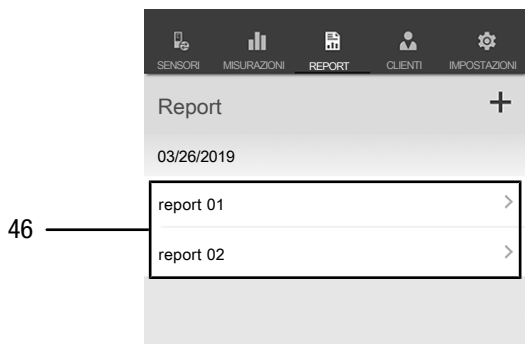 SENSORI MISURAZIONI REPORT CLIENTI IMPOSTAZIONI
Report +
03/26/2019
report 01
46
report 02